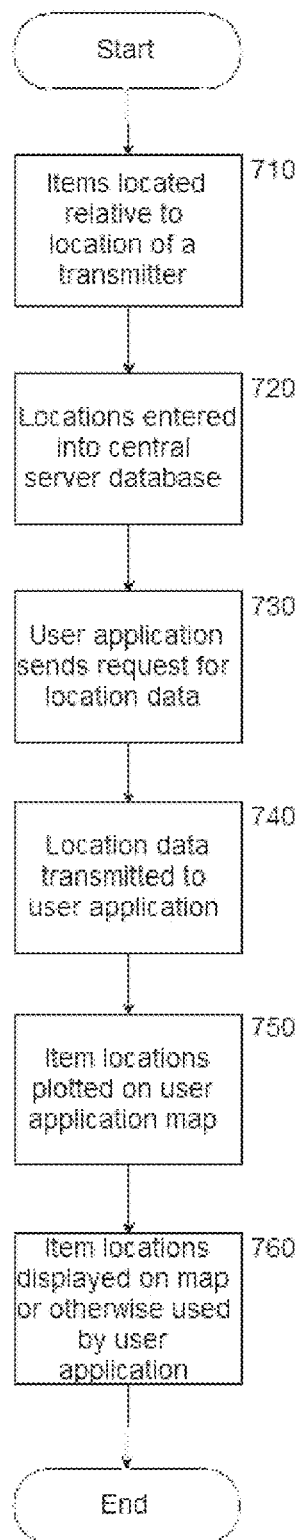 Start
710
Items located
relative to
location of a
transmitter
720
Locations entered
into central
server database
730
User application
sends request for
location data
740
Location data
transmitted to
user application
750
Item locations
plotted on user
application map
760
Item locations
displayed on map
or otherwise used
by user
application
End